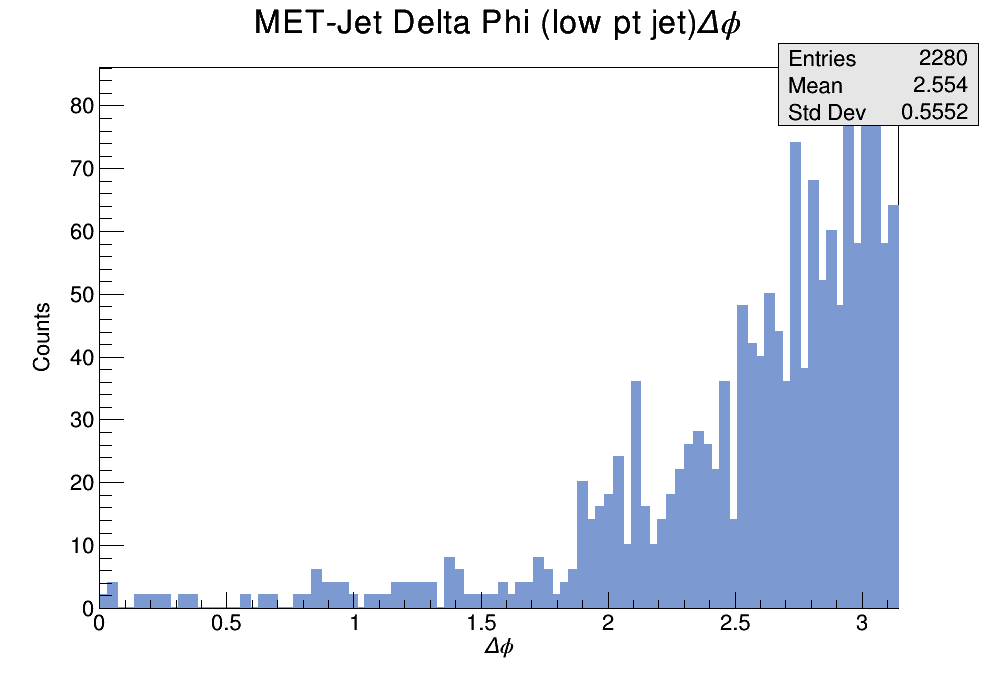 MET-Jet Delta Phi (low pt jet)Δϕ
Entries 2280
Mean 2.554
Std Dev 0.5552
80
70
60
50
40
30
20
10
0
Counts
0 0.5 1 1.5 2 2.5 3
Δϕ